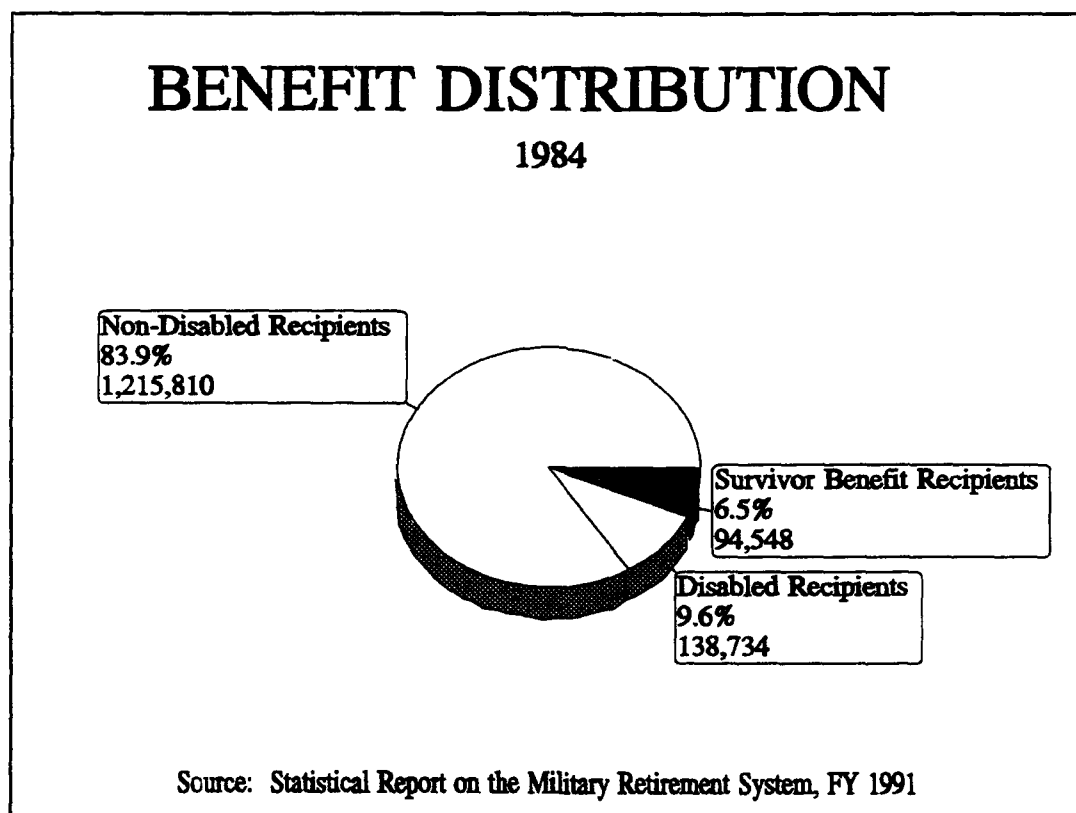 BENEFIT DISTRIBUTION
1984
Non-Disabled Recipients
83.9%
1,215,810
Survivor Benefit Recipients
6.5%
94,548
Disabled Recipients
9.6%
138,734
Source: Statistical Report on the Military Retirement System, FY 1991